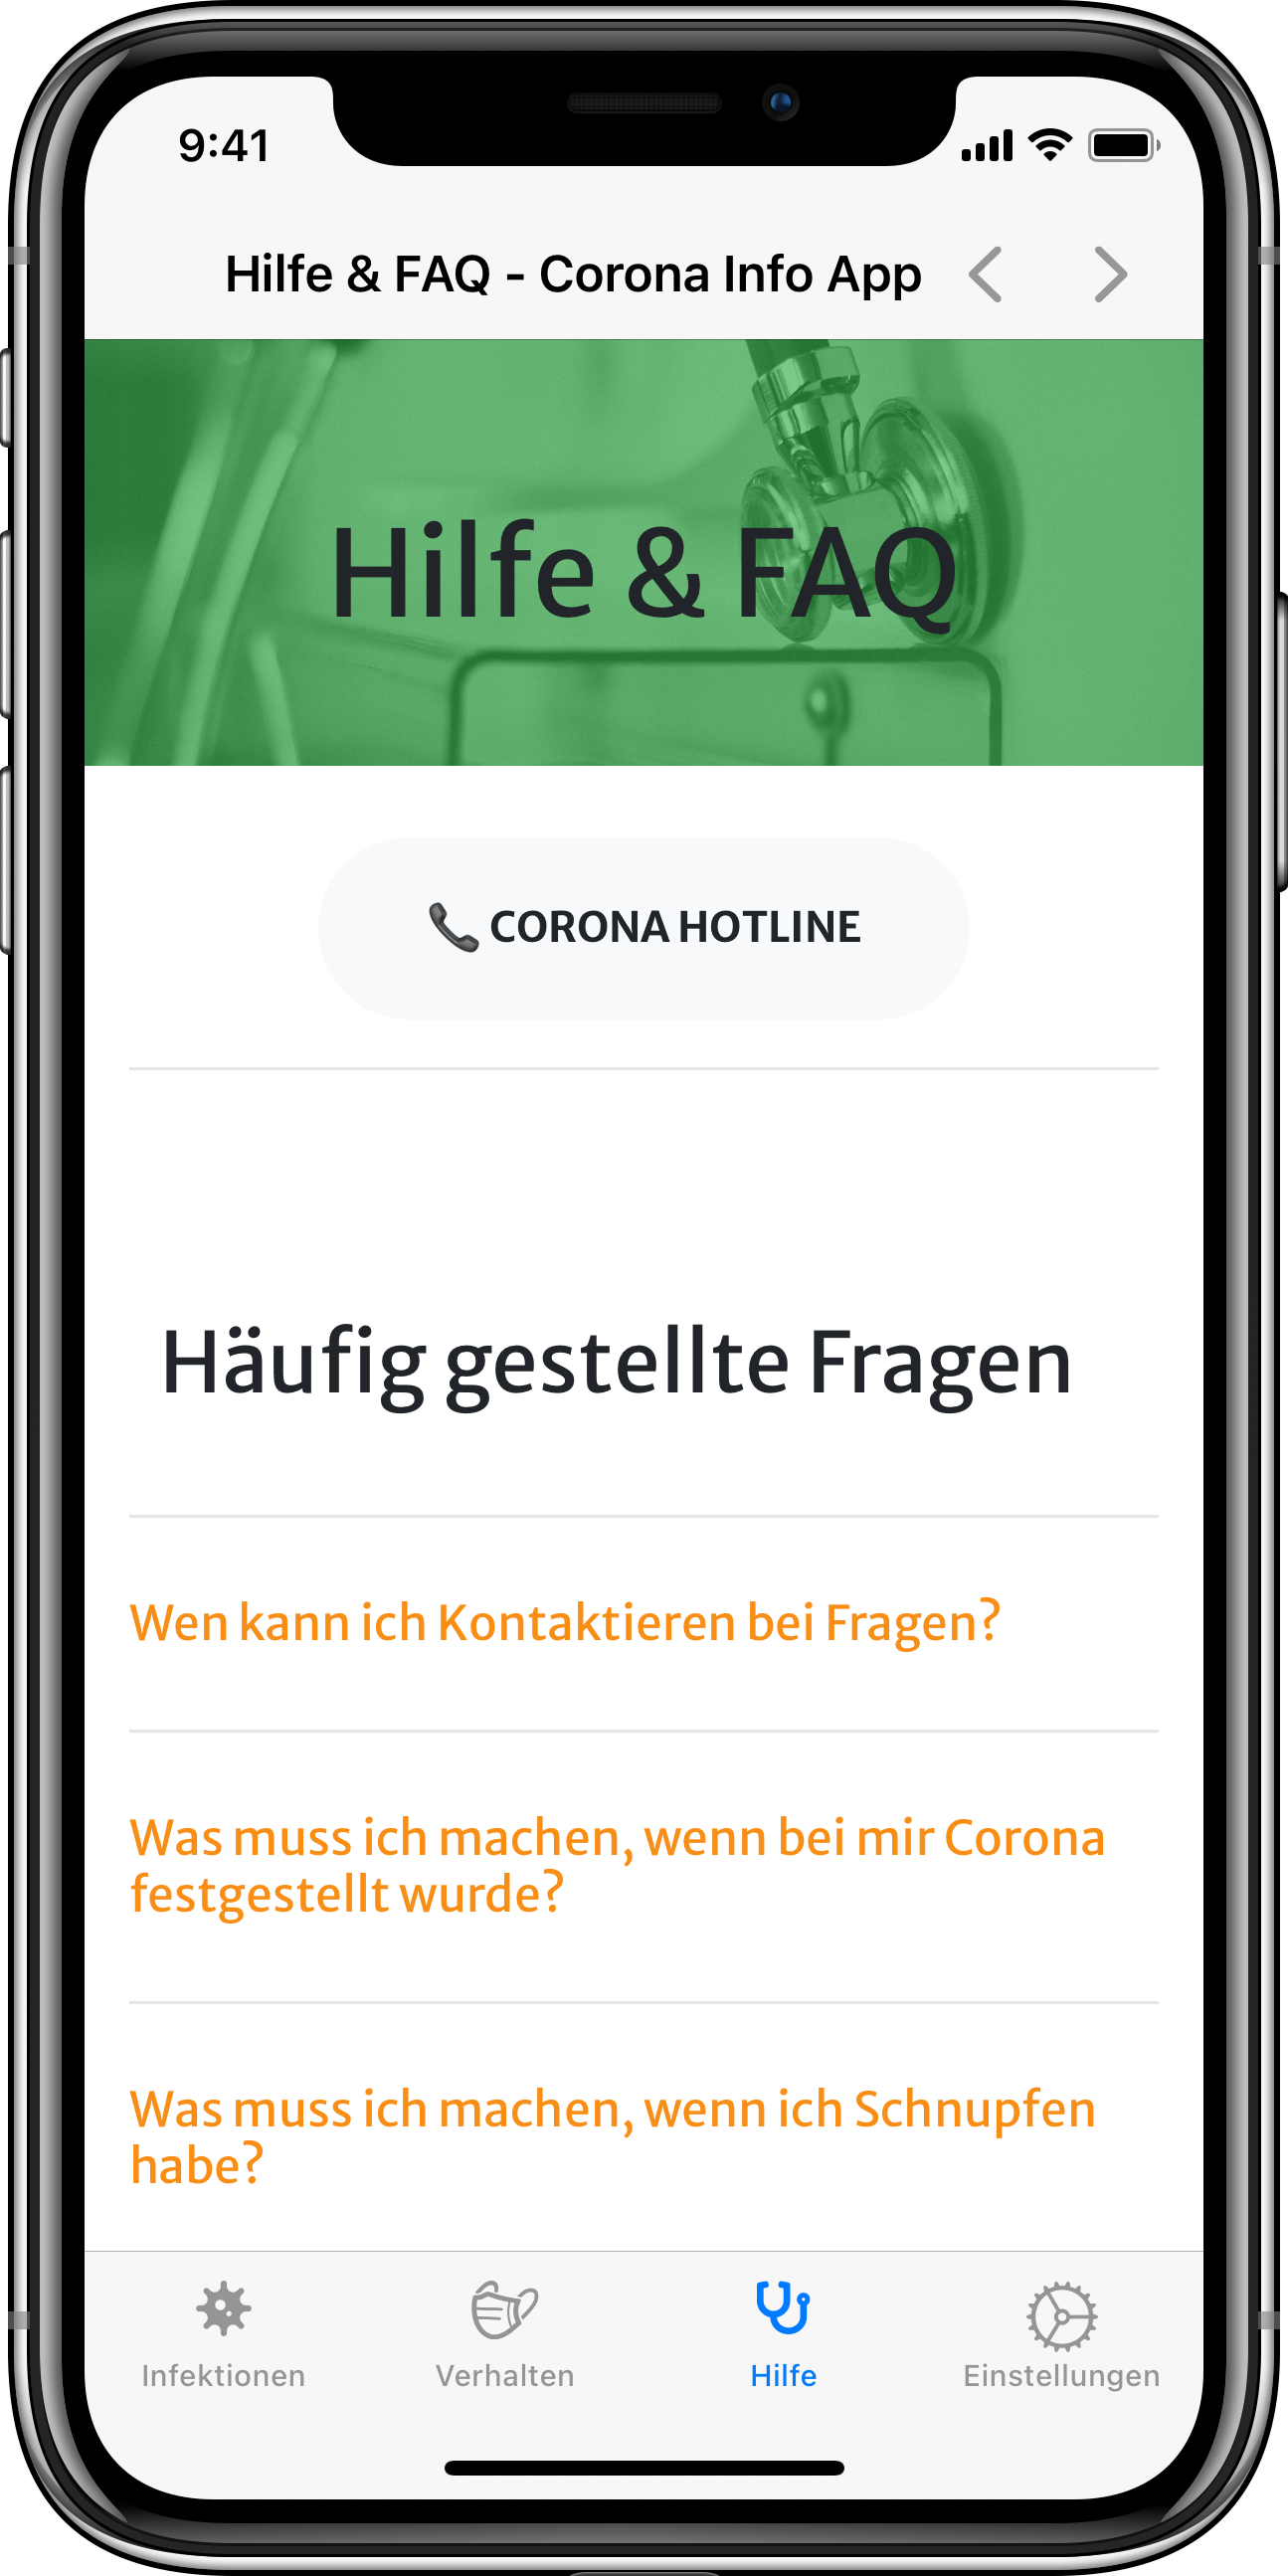 9:41
Hilfe & FAQ - Corona Info App
Hilfe & FAQ
CORONA HOTLINE
Häufig gestellte Fragen
Wen kann ich Kontaktieren bei Fragen?
Was muss ich machen, wenn bei mir Corona
festgestellt wurde?
Was muss ich machen, wenn ich Schnupfen
habe?
Infektionen
Verhalten
Hilfe
Einstellungen